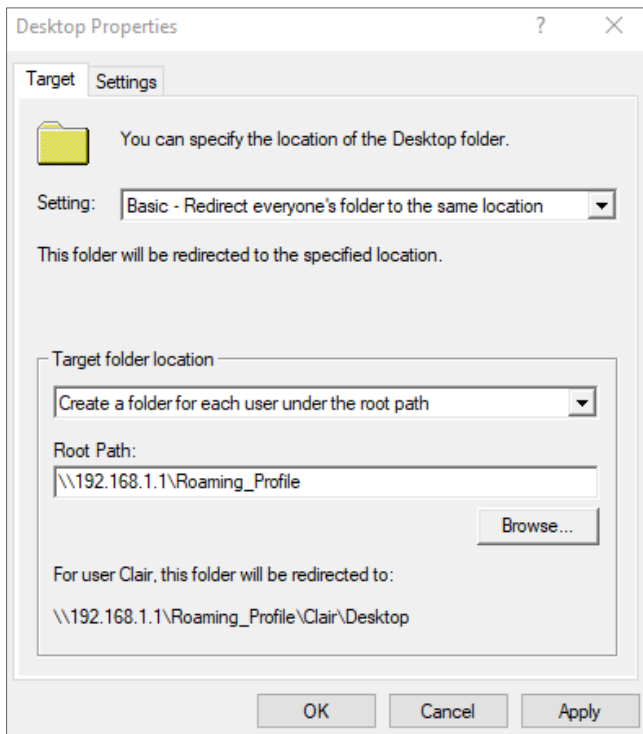 Desktop Properties
?
Target
Settings
You can specify the location of the Desktop folder.
Setting:
Basic - Redirect everyone's folder to the same location
This folder will be redirected to the specified location.
Target folder location
Create a folder for each user under the root path
Root Path:
\\192.168.1.1\Roaming_Profile
Browse...
For user Clair, this folder will be redirected to:
\\192.168.1.1\Roaming_Profile\Clair\Desktop
OK
Cancel
Apply